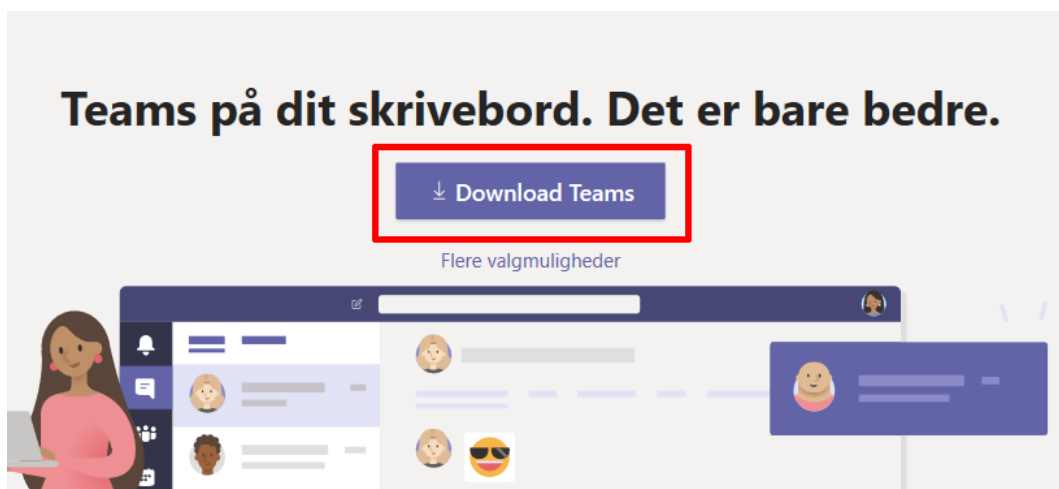 Teams på dit skrivebord. Det er bare bedre.
Download Teams
Flere valgmuligheder